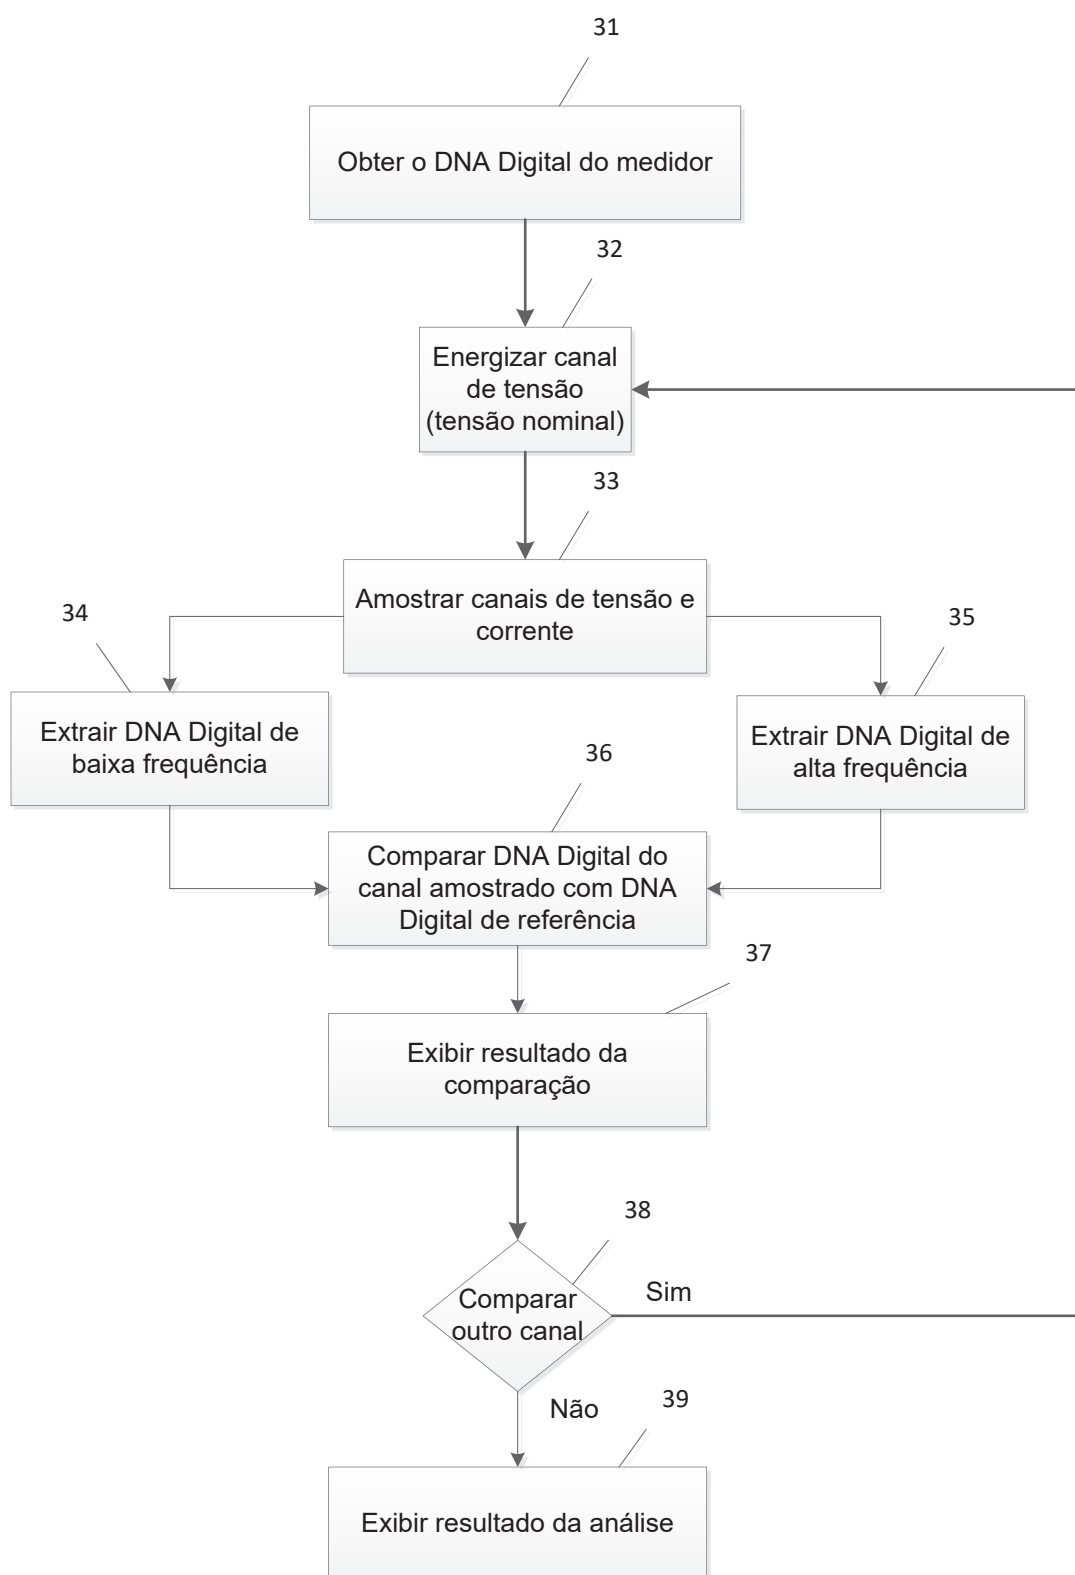 31
Obter o DNA Digital do medidor
32
Energizar canal
de tensão
(tensão nominal)
33
Amostrar canais de tensão e
corrente
34
35
Extrair DNA Digital de
baixa frequência
Extrair DNA Digital de
alta frequência
36
Comparar DNA Digital do
canal amostrado com DNA
Digital de referência
37
Exibir resultado da
comparação
38
Comparar
outro canal
Sim
Não
39
Exibir resultado da análise